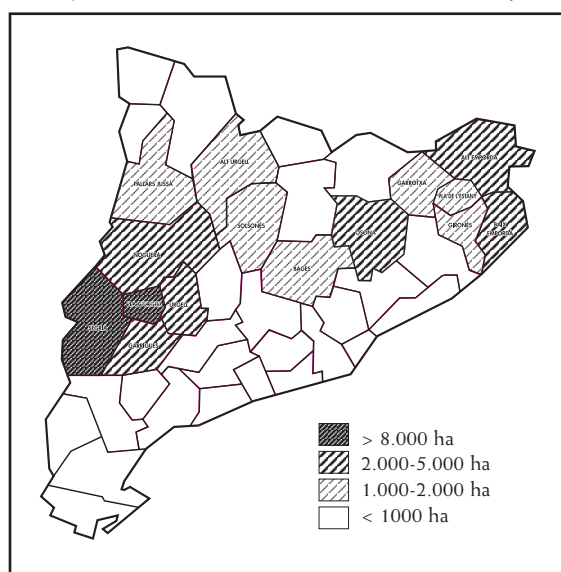 ALT EMPORDÀ
ALT URGELL
GARROTXA
PALLARS JUSSÀ
PLA DE L'ESTANY
SOLSONÈS
GIRONÈS
BAIX
EMPORDÀ
OSONA
NOGUERA
BAGES
URGELL
SEGRIÀ
GARRIGUES
> 8.000 ha
2.000-5.000 ha
1.000-2.000 ha
< 1000 ha